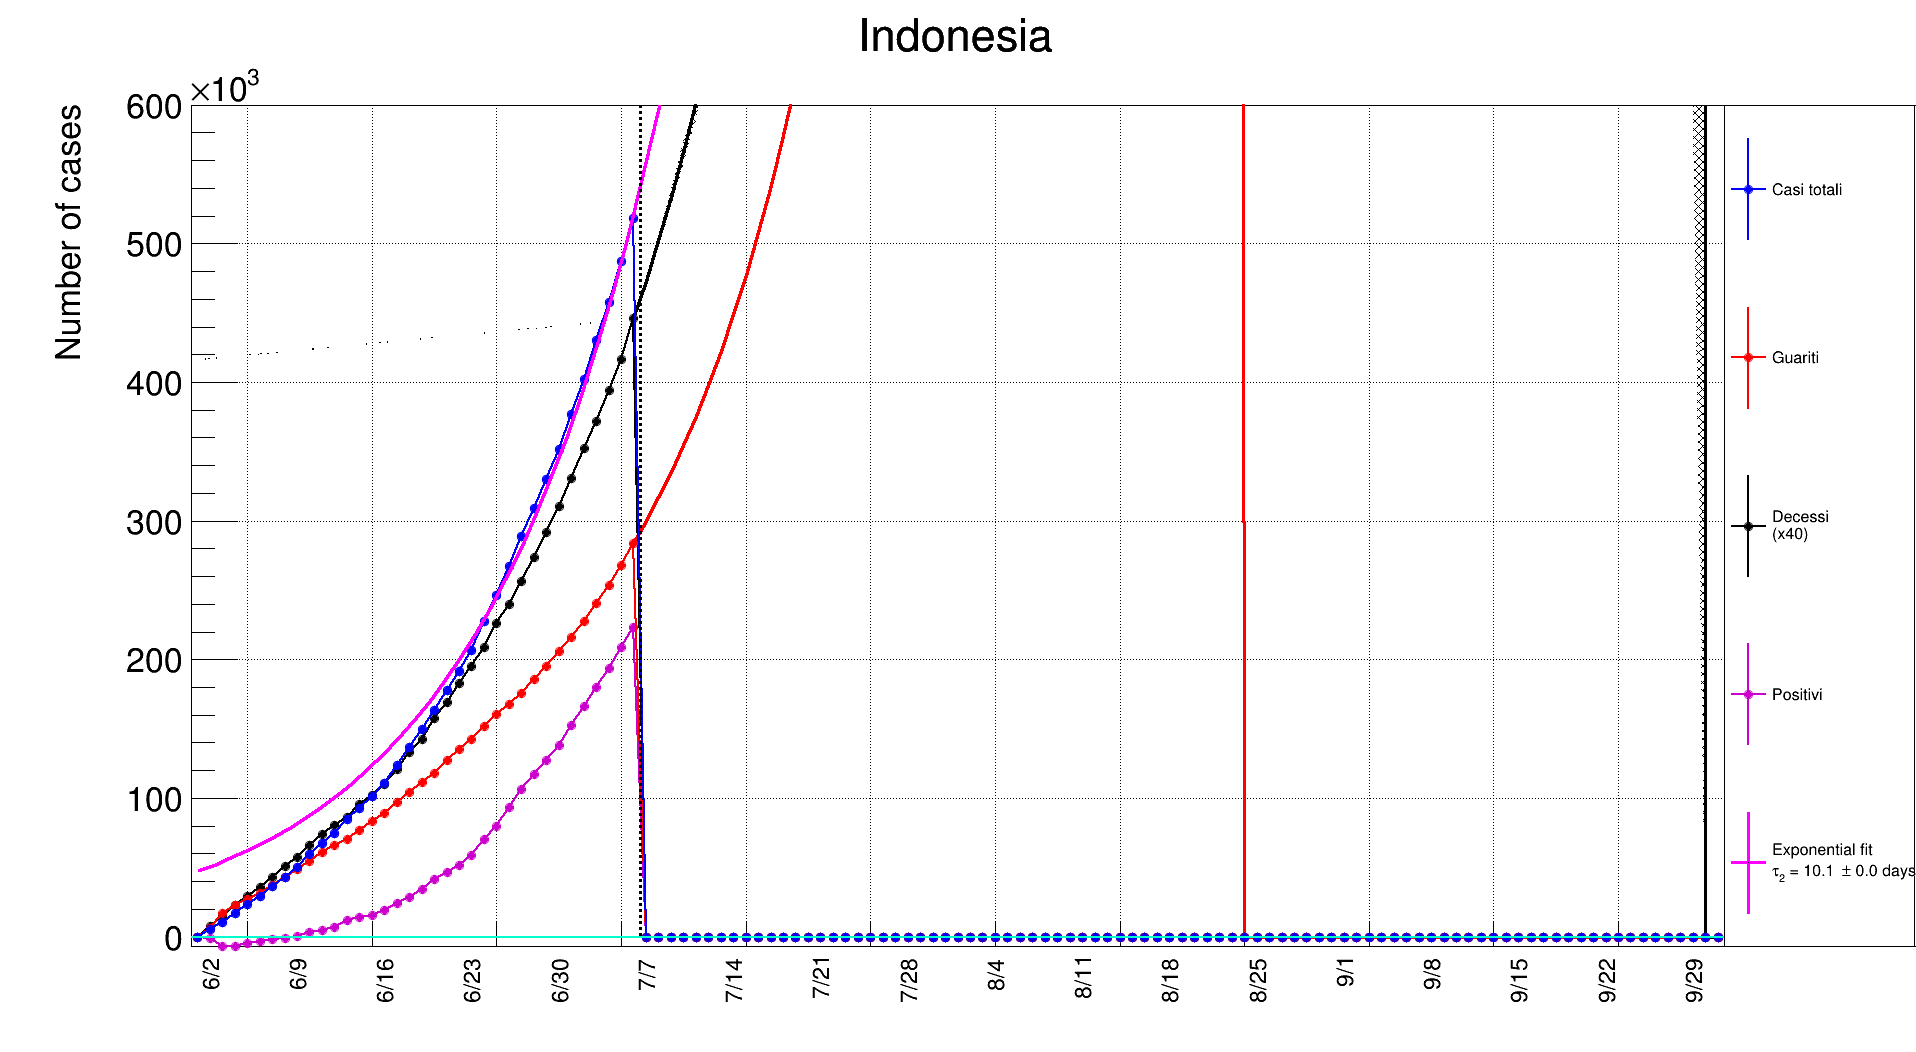 Indonesia
×10³
Number of cases
600
500
400
300
200
100
0
6/2
6/9
6/16
6/23
6/30
7/7
7/14
7/21
7/28
8/4
8/11
8/18
8/25
9/1
9/8
9/15
9/22
9/29
Casi totali
Guariti
Decessi
(x40)
Positivi
Exponential fit
τ₂ = 10.1 ± 0.0 days